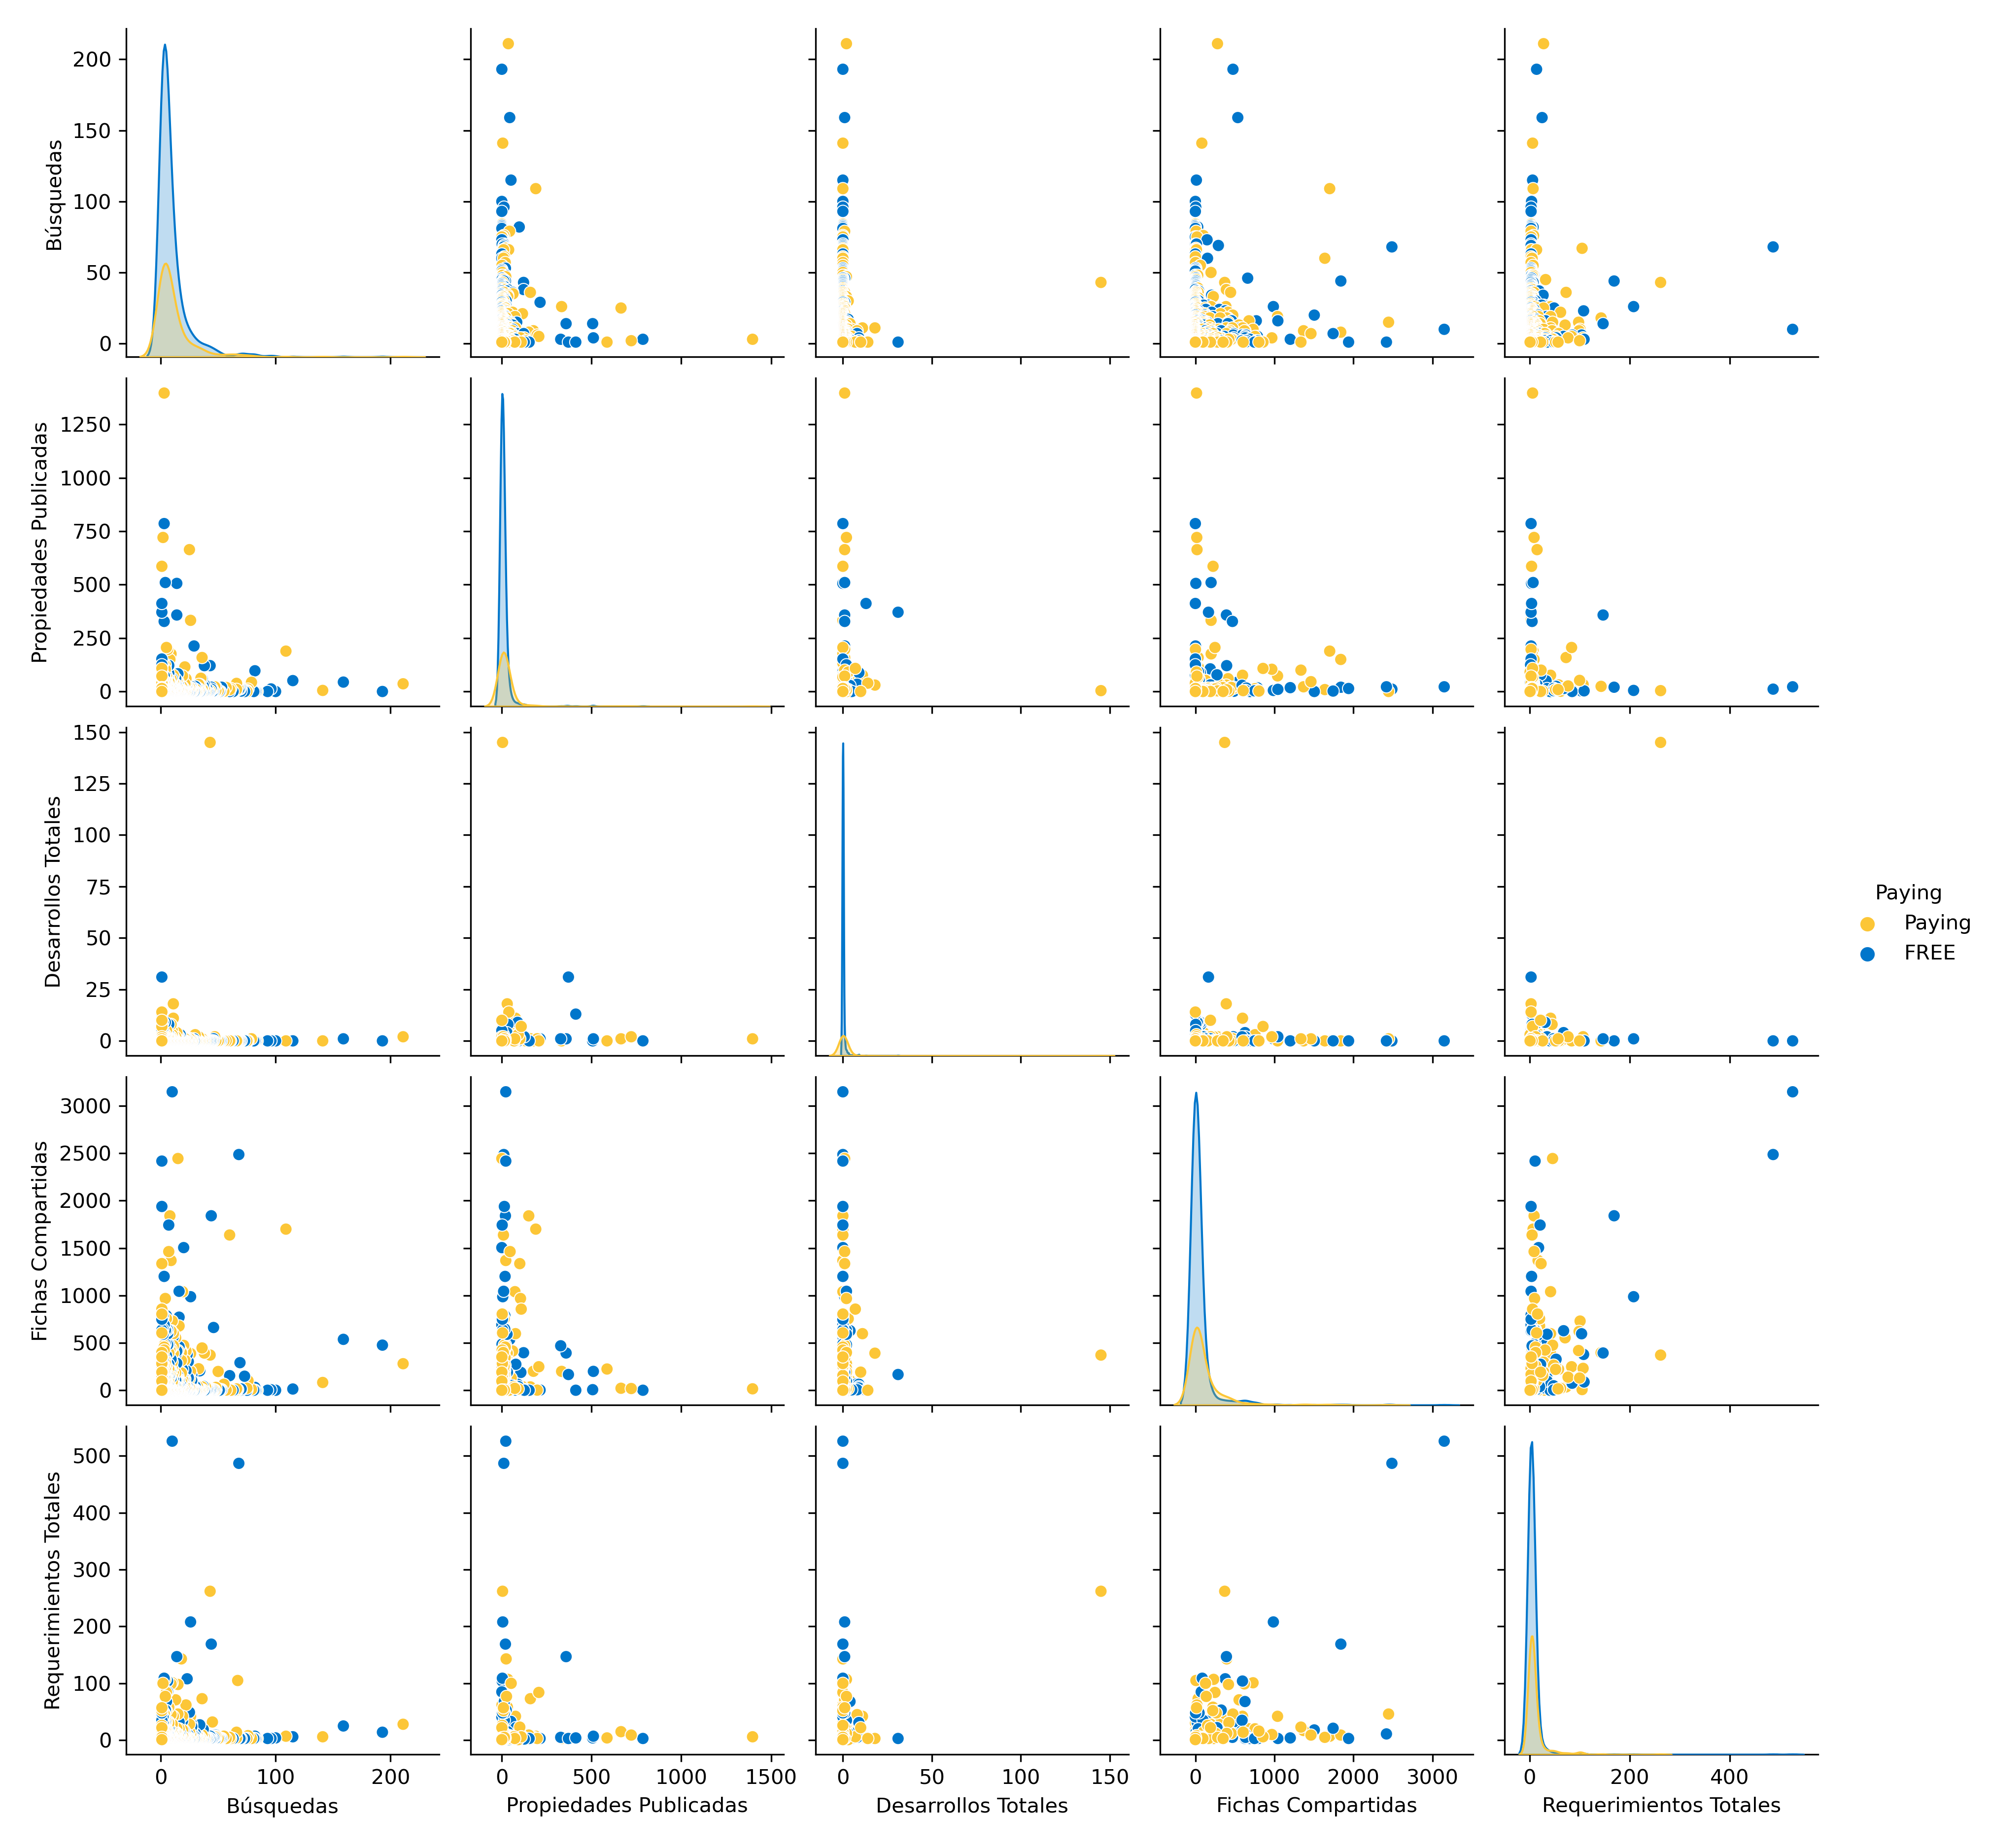 200
150
100
50
0
Búsquedas
1250
1000
750
500
250
0
Propiedades Publicadas
150
125
100
75
50
25
0
Desarrollos Totales
Paying
Paying
FREE
3000
2500
2000
1500
1000
500
0
Fichas Compartidas
500
400
300
200
100
0
Requerimientos Totales
0 100 200
0 500 1000 1500
0 50 100 150
0 1000 2000 3000
0 200 400
Búsquedas
Propiedades Publicadas
Desarrollos Totales
Fichas Compartidas
Requerimientos Totales